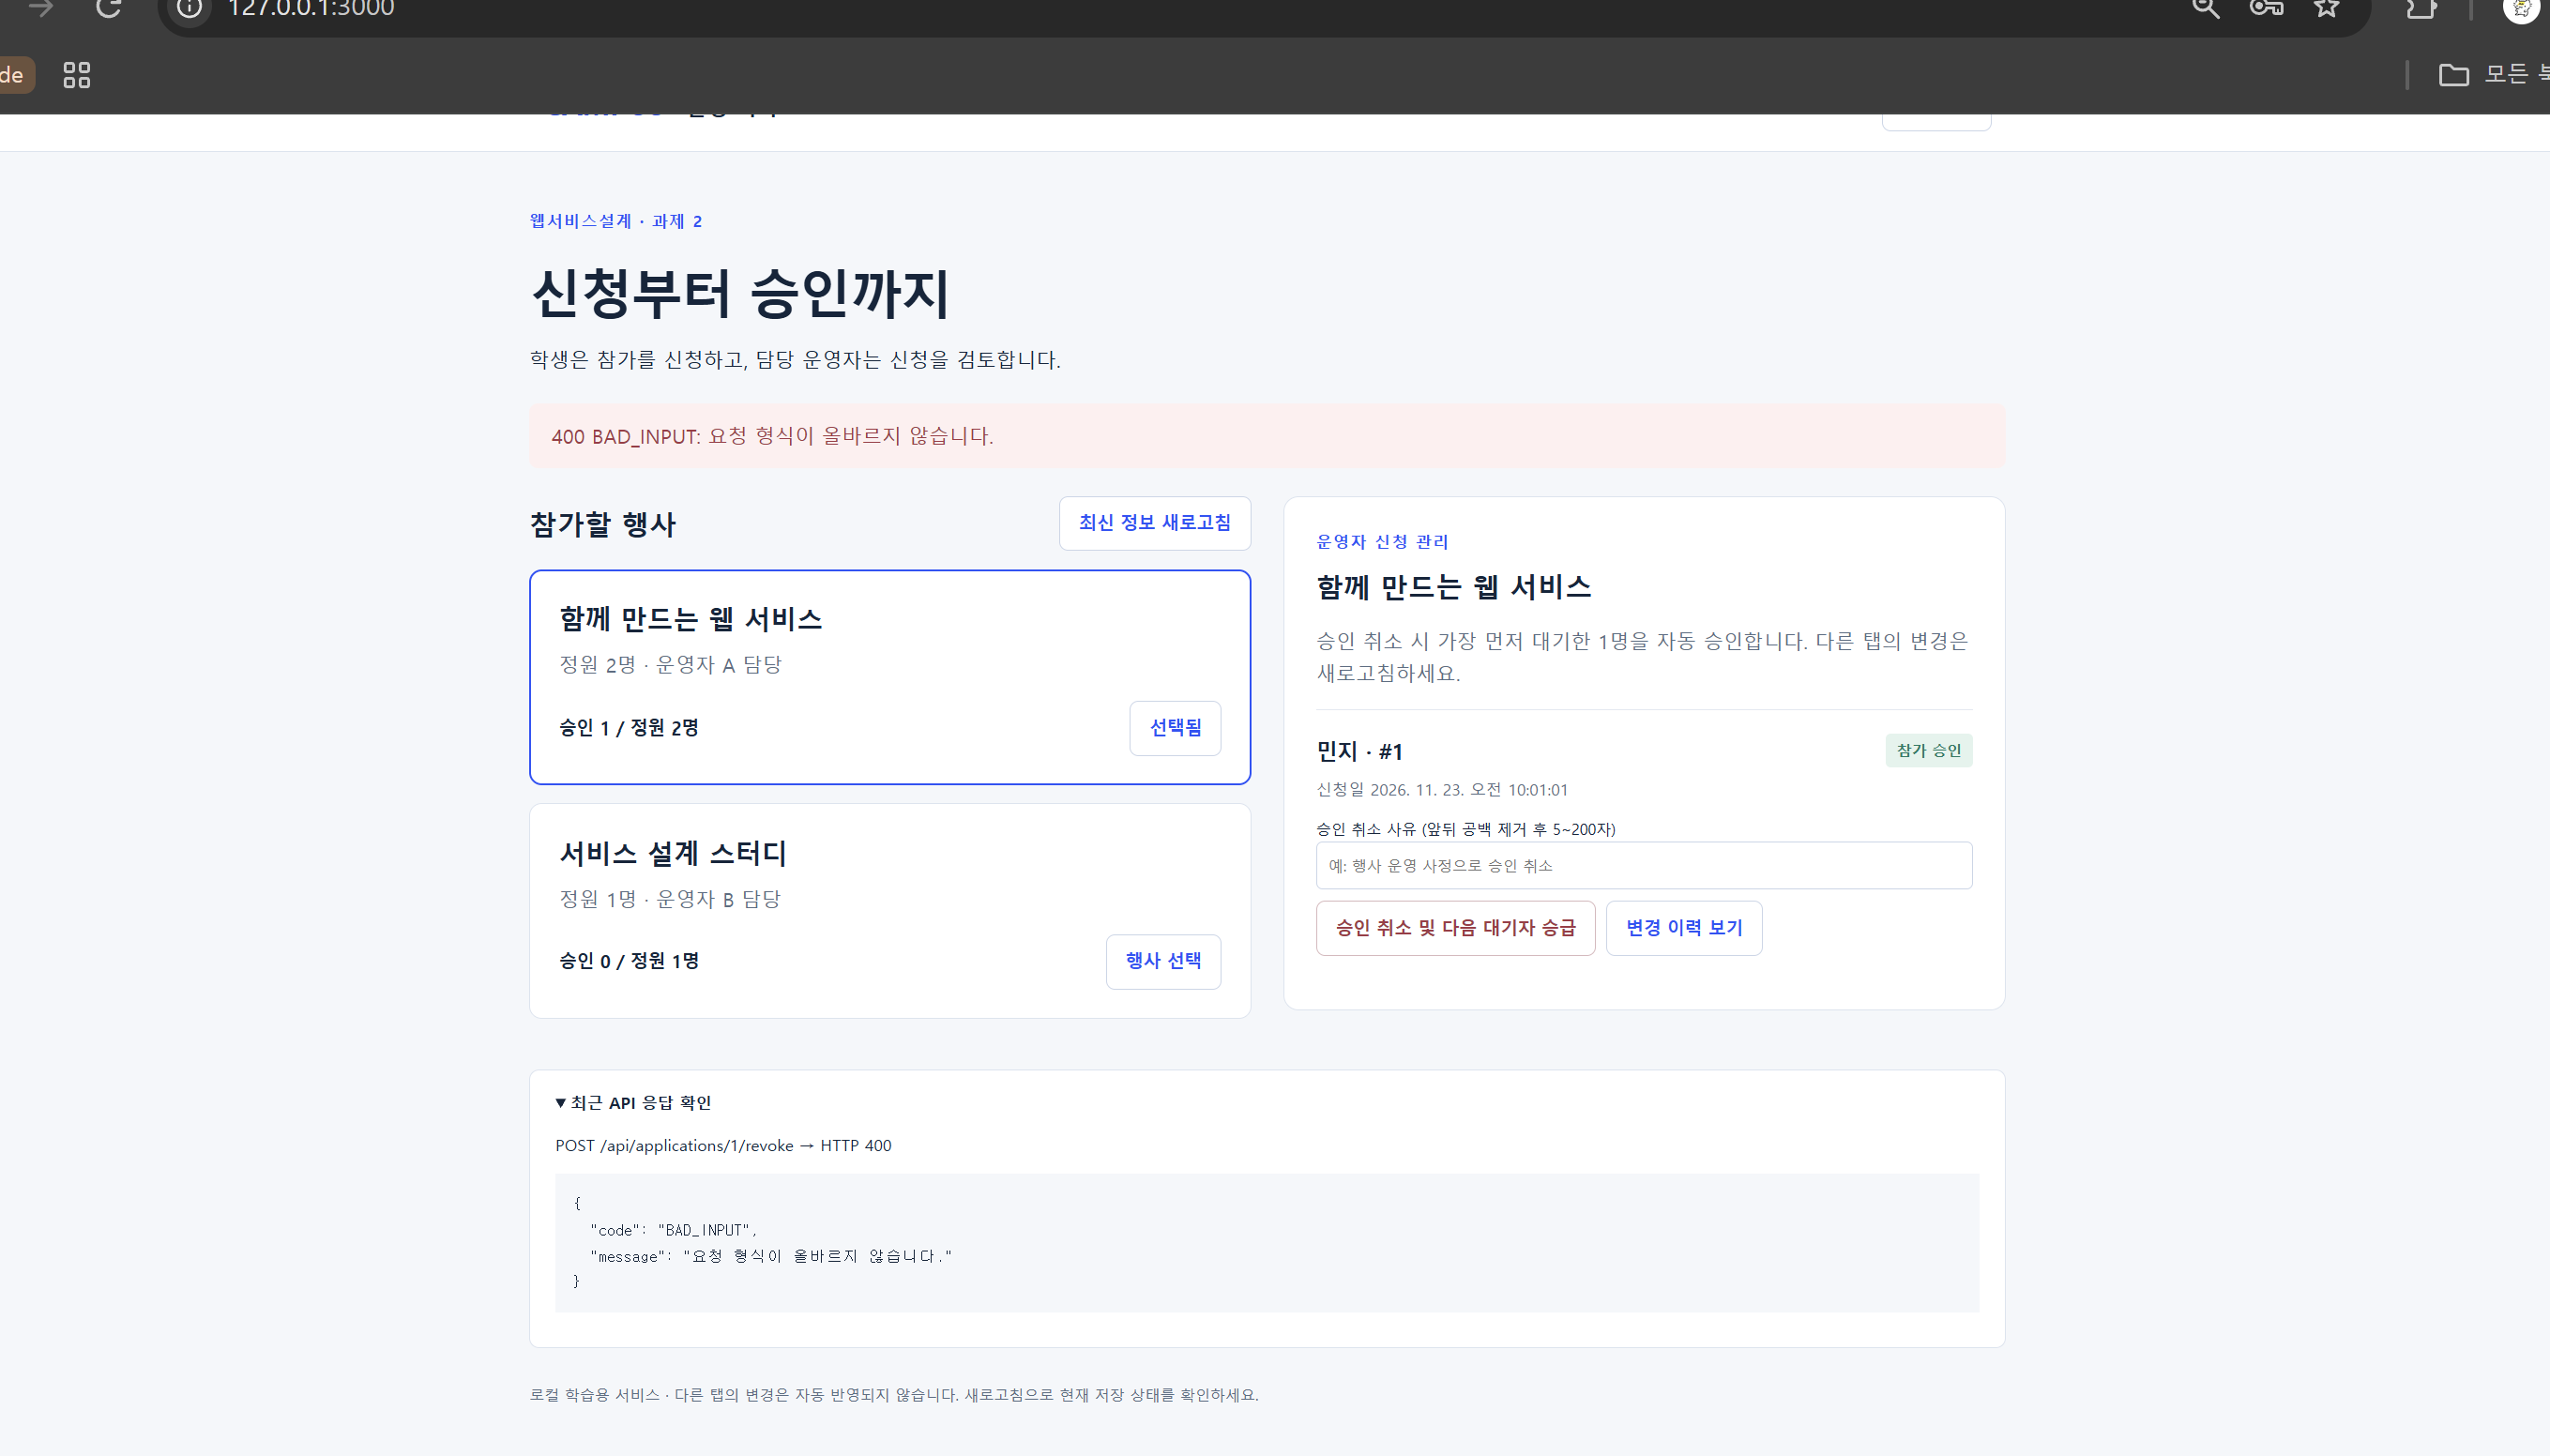 127.0.0.1:3000
de
모든
웹서비스설계 · 과제 2
신청부터 승인까지
학생은 참가를 신청하고, 담당 운영자는 신청을 검토합니다.
400 BAD_INPUT: 요청 형식이 올바르지 않습니다.
참가할 행사
최신 정보 새로고침
함께 만드는 웹 서비스
정원 2명 · 운영자 A 담당
승인 1 / 정원 2명
선택됨
서비스 설계 스터디
정원 1명 · 운영자 B 담당
승인 0 / 정원 1명
행사 선택
운영자 신청 관리
함께 만드는 웹 서비스
승인 취소 시 가장 먼저 대기한 1명을 자동 승인합니다. 다른 탭의 변경은
새로고침하세요.
민지 · #1
참가 승인
신청일 2026. 11. 23. 오전 10:01:01
승인 취소 사유 (앞뒤 공백 제거 후 5~200자)
예: 행사 운영 사정으로 승인 취소
승인 취소 및 다음 대기자 승급
변경 이력 보기
▼ 최근 API 응답 확인
POST /api/applications/1/revoke → HTTP 400
{
"code": "BAD_INPUT",
"message": "요청 형식이 올바르지 않습니다."
}
로컬 학습용 서비스 · 다른 탭의 변경은 자동 반영되지 않습니다. 새로고침으로 현재 저장 상태를 확인하세요.